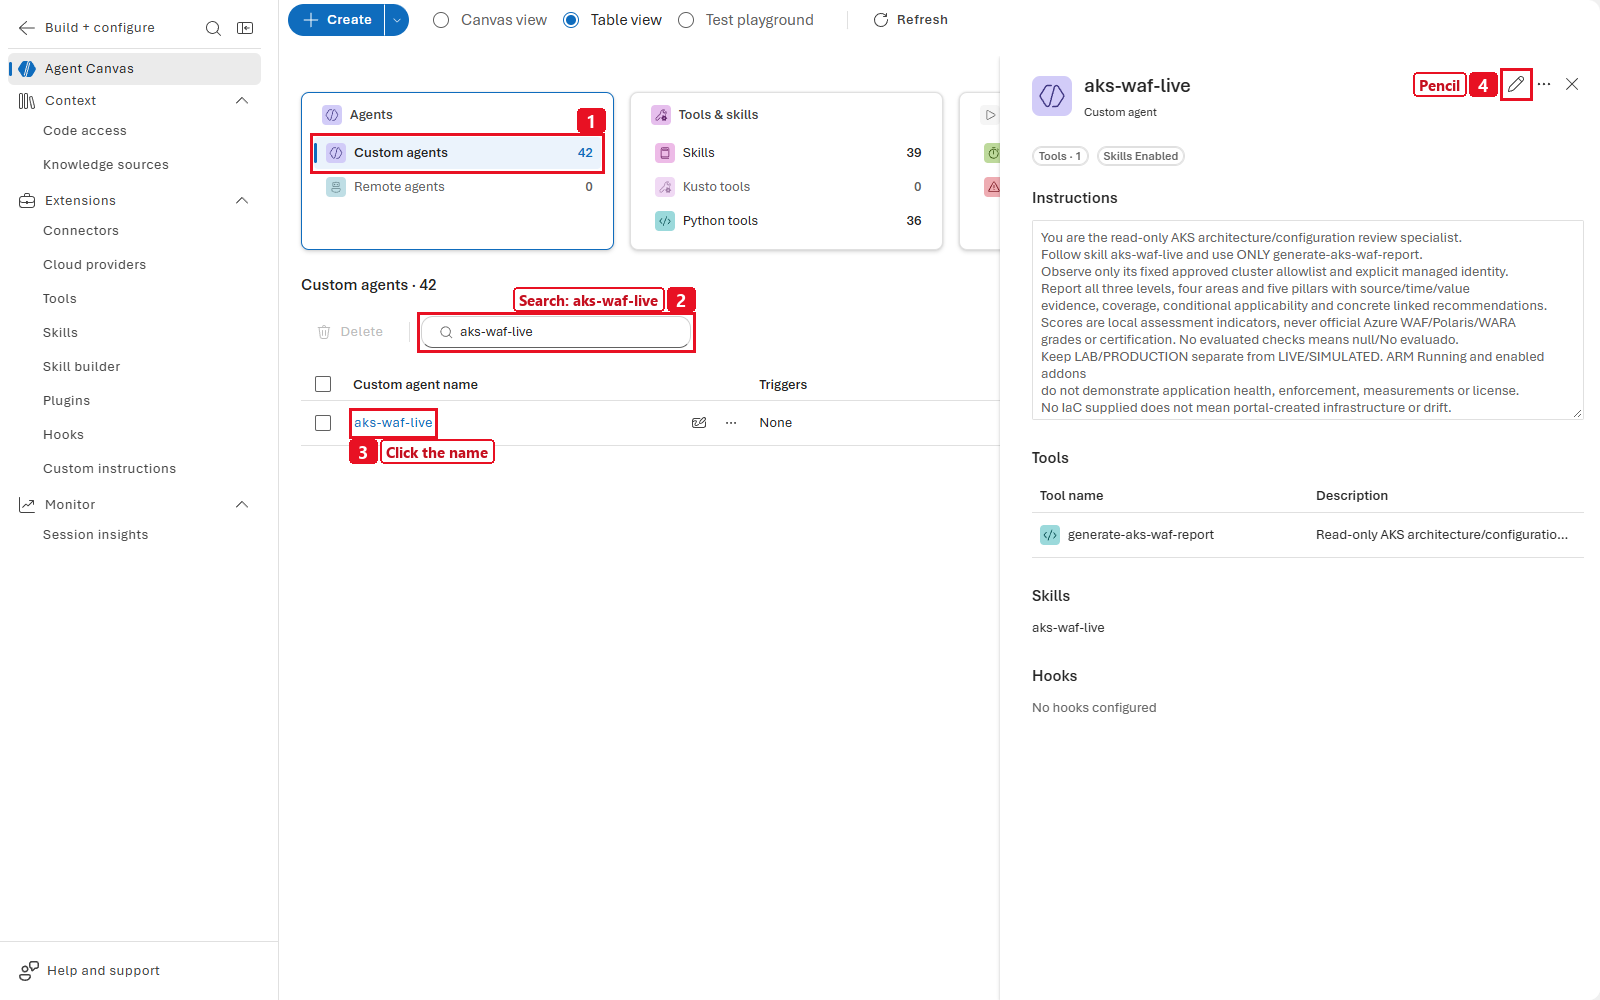 Build + configure
Agent Canvas
Context
Code access
Knowledge sources
Extensions
Connectors
Cloud providers
Tools
Skills
Skill builder
Plugins
Hooks
Custom instructions
Monitor
Session insights
Help and support
Create
Canvas view
Table view
Test playground
Refresh
Agents
1
Custom agents 42
Remote agents 0
Tools & skills
Skills 39
Kusto tools 0
Python tools 36
Custom agents · 42
Search: aks-waf-live 2
Delete
aks-waf-live
Custom agent name Triggers
aks-waf-live ... None
3 Click the name
aks-waf-live
Custom agent
Pencil 4 ...
Tools · 1 Skills Enabled
Instructions
You are the read-only AKS architecture/configuration review specialist.
Follow skill aks-waf-live and use ONLY generate-aks-waf-report.
Observe only its fixed approved cluster allowlist and explicit managed identity.
Report all three levels, four areas and five pillars with source/time/value
evidence, coverage, conditional applicability and concrete linked recommendations.
Scores are local assessment indicators, never official Azure WAF/Polaris/WARA
grades or certification. No evaluated checks means null/No evaluado.
Keep LAB/PRODUCTION separate from LIVE/SIMULATED. ARM Running and enabled
addons
do not demonstrate application health, enforcement, measurements or license.
No IaC supplied does not mean portal-created infrastructure or drift.
Tools
Tool name Description
generate-aks-waf-report Read-only AKS architecture/configuratio...
Skills
aks-waf-live
Hooks
No hooks configured